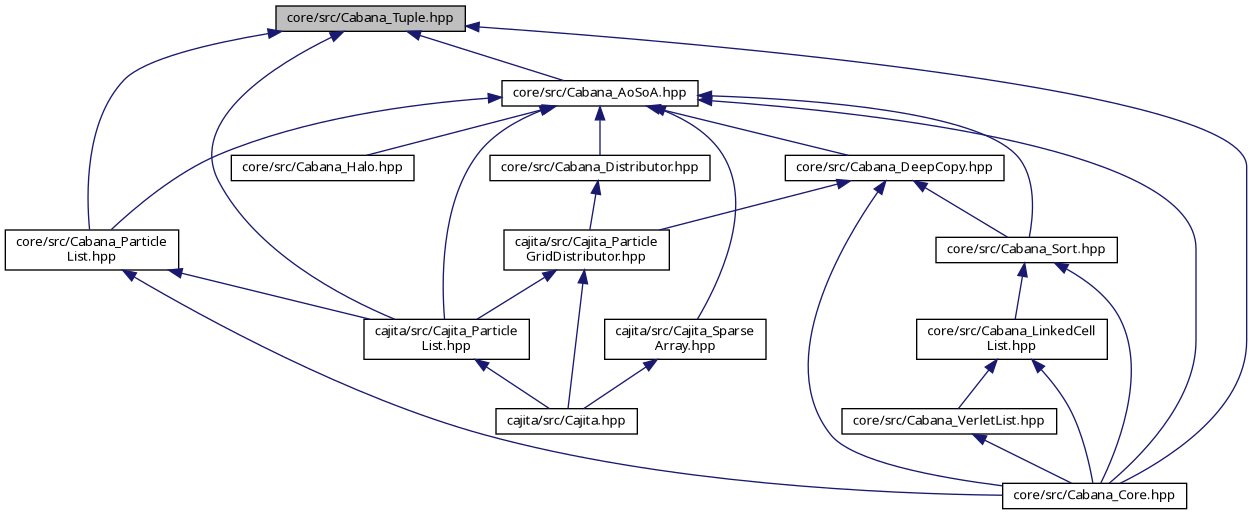 core/src/Cabana_Tuple.hpp
core/src/Cabana_AoSoA.hpp
core/src/Cabana_Halo.hpp
core/src/Cabana_Distributor.hpp
core/src/Cabana_DeepCopy.hpp
core/src/Cabana_Particle
List.hpp
cajita/src/Cajita_Particle
GridDistributor.hpp
core/src/Cabana_Sort.hpp
cajita/src/Cajita_Particle
List.hpp
cajita/src/Cajita_Sparse
Array.hpp
core/src/Cabana_LinkedCell
List.hpp
cajita/src/Cajita.hpp
core/src/Cabana_VerletList.hpp
core/src/Cabana_Core.hpp